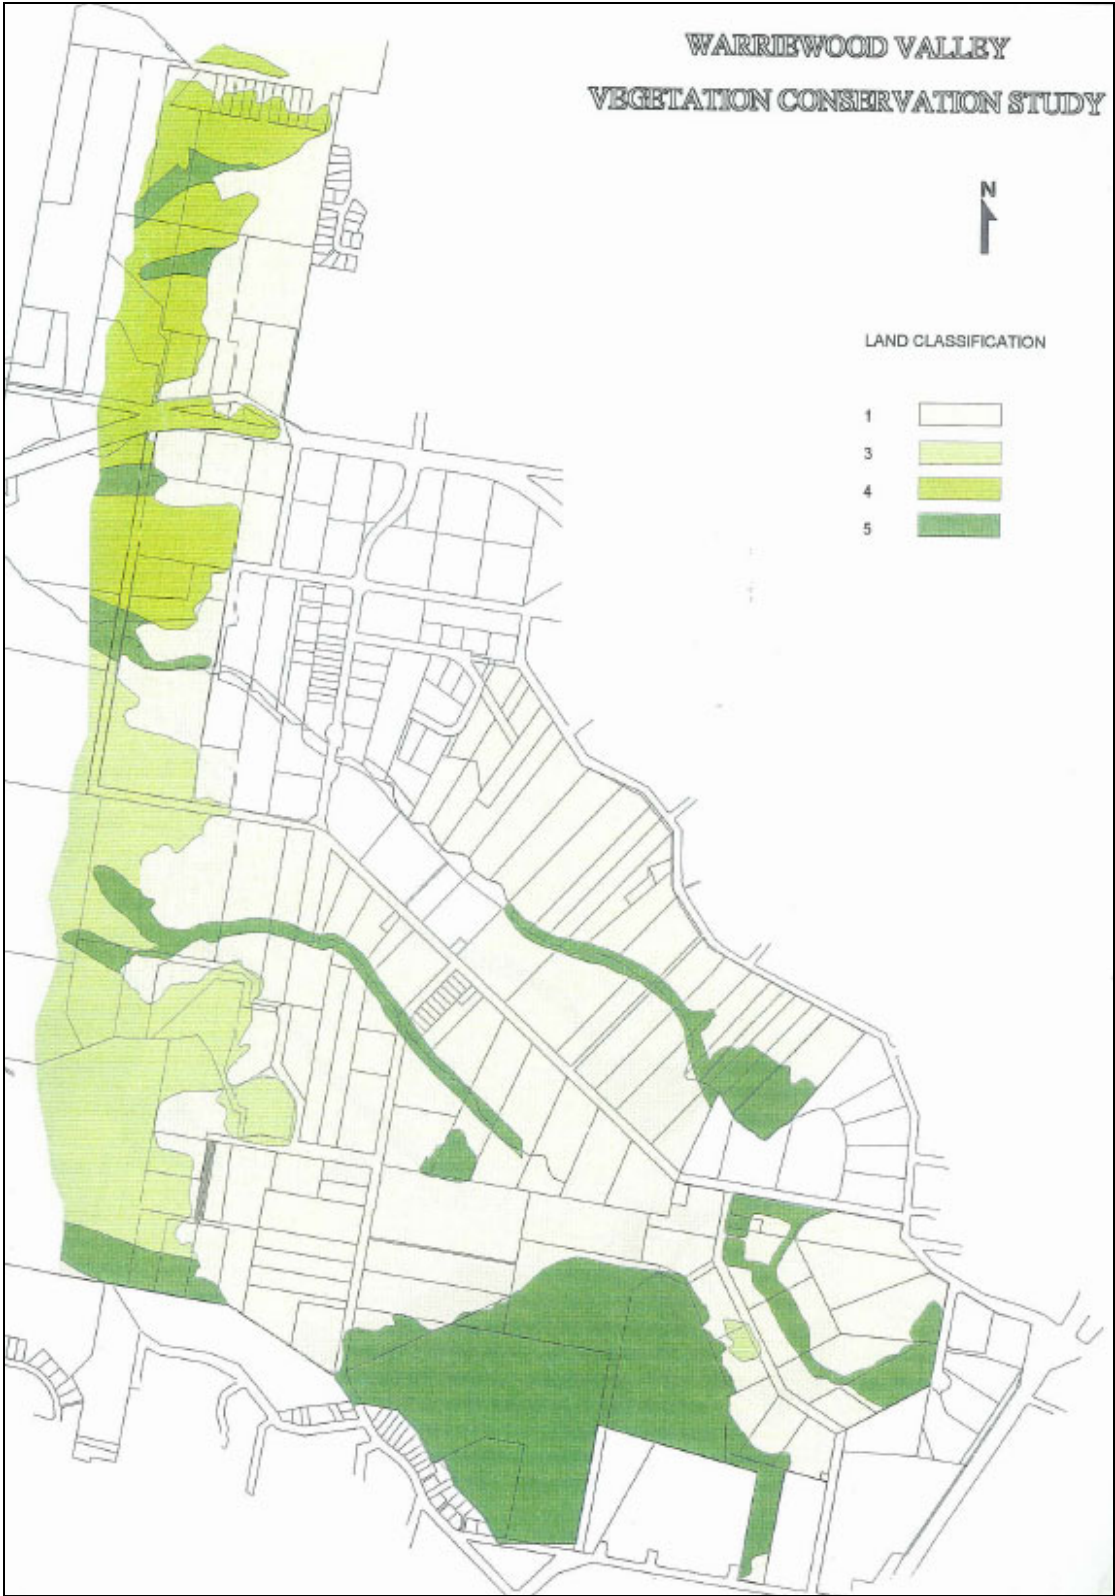 WARRIEWOOD VALLEY
VEGETATION CONSERVATION STUDY
N
LAND CLASSIFICATION
1
3
4
5